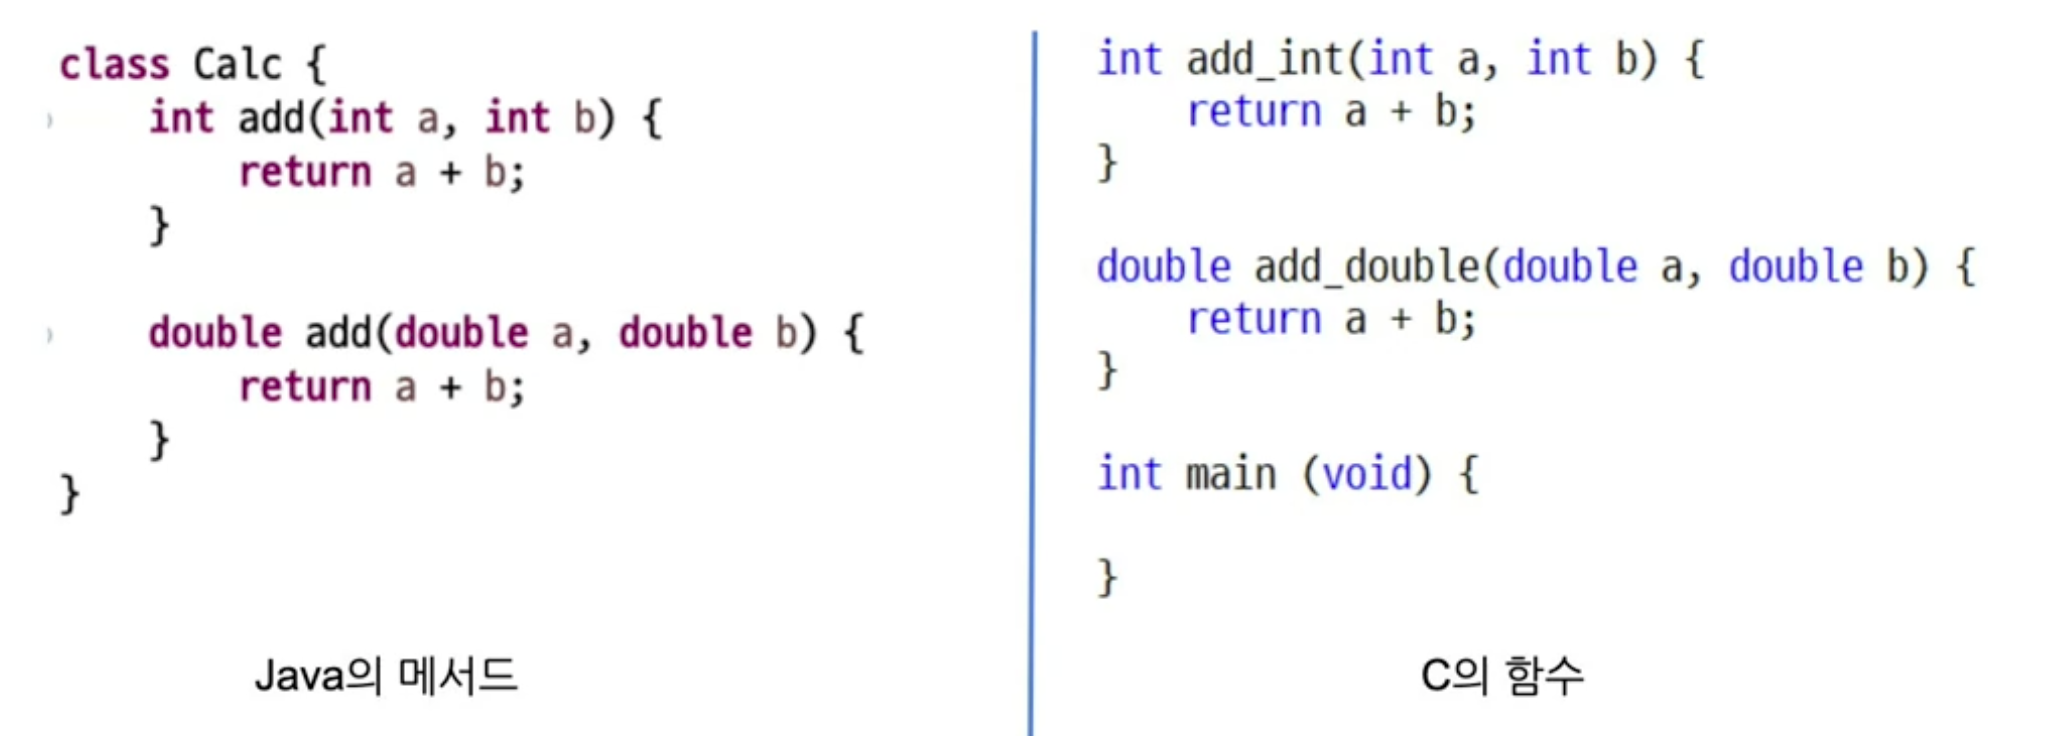 class Calc {
    int add(int a, int b) {
        return a + b;
    }

    double add(double a, double b) {
        return a + b;
    }
}
Java의 메서드
int add_int(int a, int b) {
    return a + b;
}

double add_double(double a, double b) {
    return a + b;
}

int main (void) {

}
C의 함수